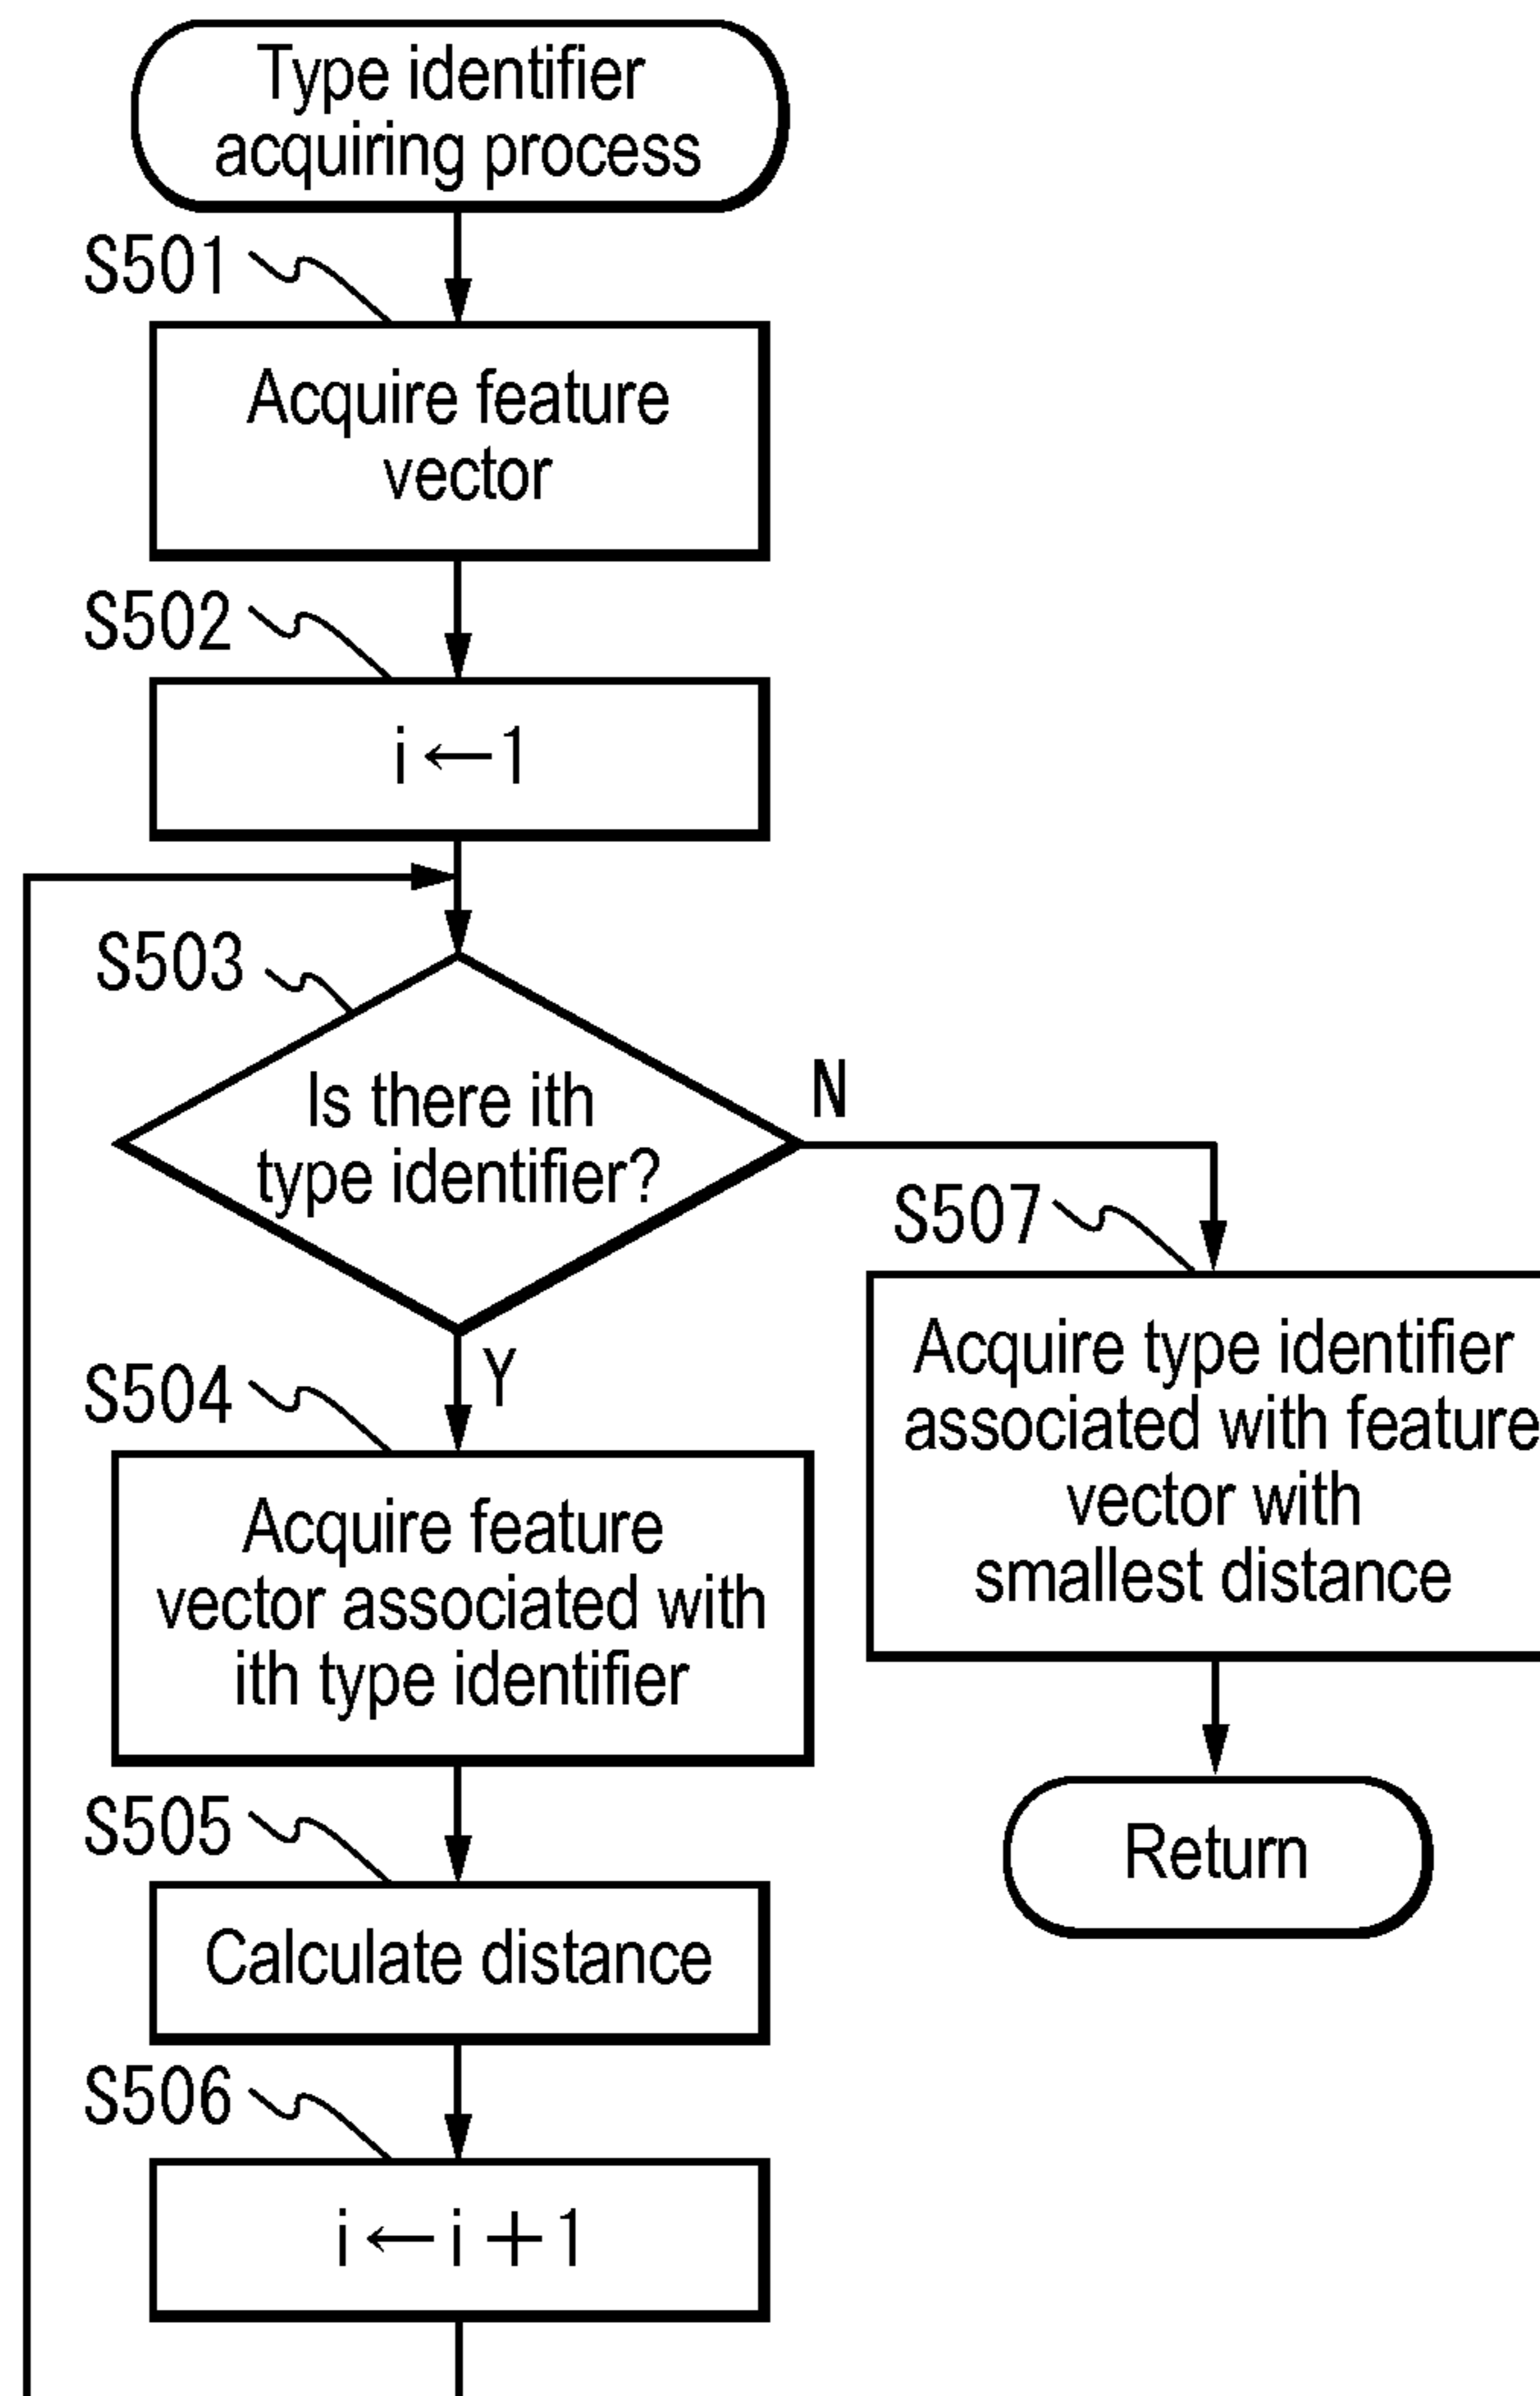 Type identifier
acquiring process
S501
Acquire feature
vector
S502
i←1
S503
Is there ith
type identifier?
N
Y
S504
Acquire feature
vector associated with
ith type identifier
S505
Calculate distance
S506
i←i+1
S507
Acquire type identifier
associated with feature
vector with
smallest distance
Return